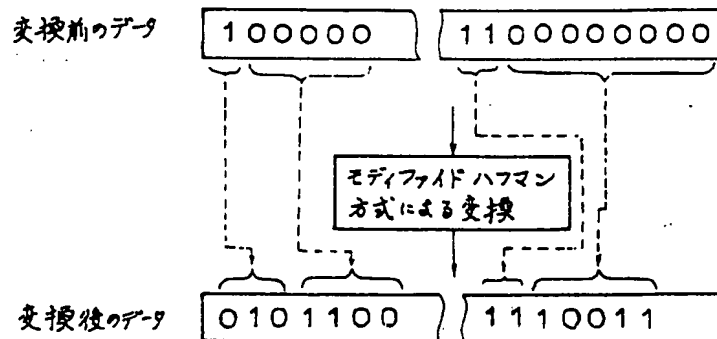 変換前のデータ
100000
1100000000
モディファイド ハフマン
方式による変換
変換後のデータ
0101100
1110011